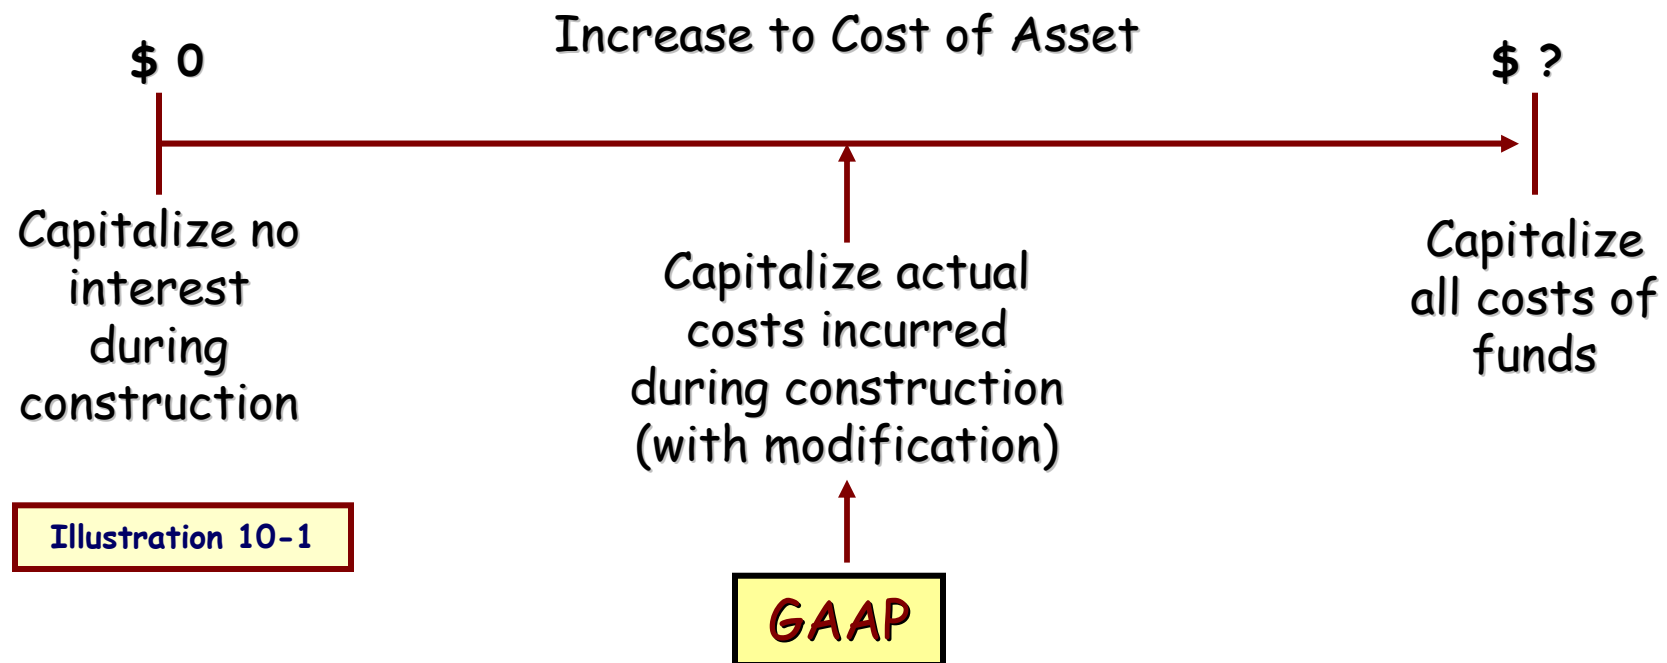 Increase to Cost of Asset
$ 0
$ ?
Capitalize no
interest
during
construction
Capitalize actual
costs incurred
during construction
(with modification)
Capitalize
all costs of
funds
Illustration 10-1
GAAP